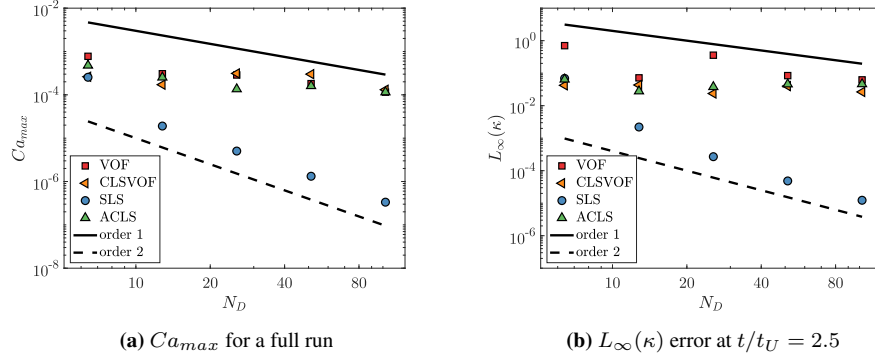 10^-2
10^-4
10^-6
10^-8
Ca_max
VOF
CLSVOF
SLS
ACLS
order 1
order 2
10 20 40 80
N_D
(a) Ca_max for a full run
10^0
10^-2
10^-4
10^-6
L_∞(κ)
VOF
CLSVOF
SLS
ACLS
order 1
order 2
10 20 40 80
N_D
(b) L_∞(κ) error at t/t_U = 2.5